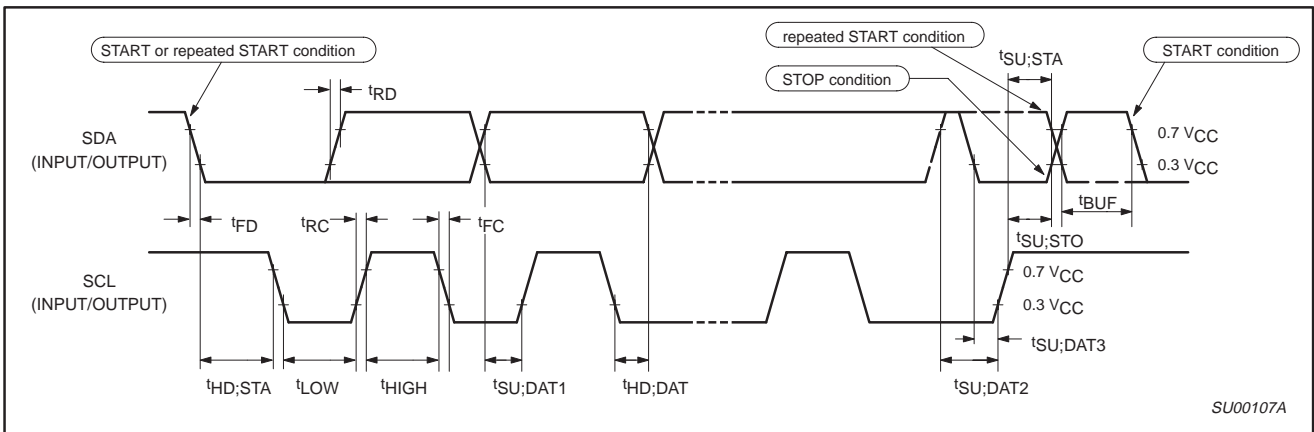 START or repeated START condition
repeated START condition
tSU;STA
START condition
STOP condition
tRD
SDA
(INPUT/OUTPUT)
0.7 VCC
0.3 VCC
tFD
tRC
tFC
tBUF
tSU;STO
SCL
(INPUT/OUTPUT)
0.7 VCC
0.3 VCC
tSU;DAT3
tHD;STA
tLOW
tHIGH
tSU;DAT1
tHD;DAT
tSU;DAT2
SU00107A